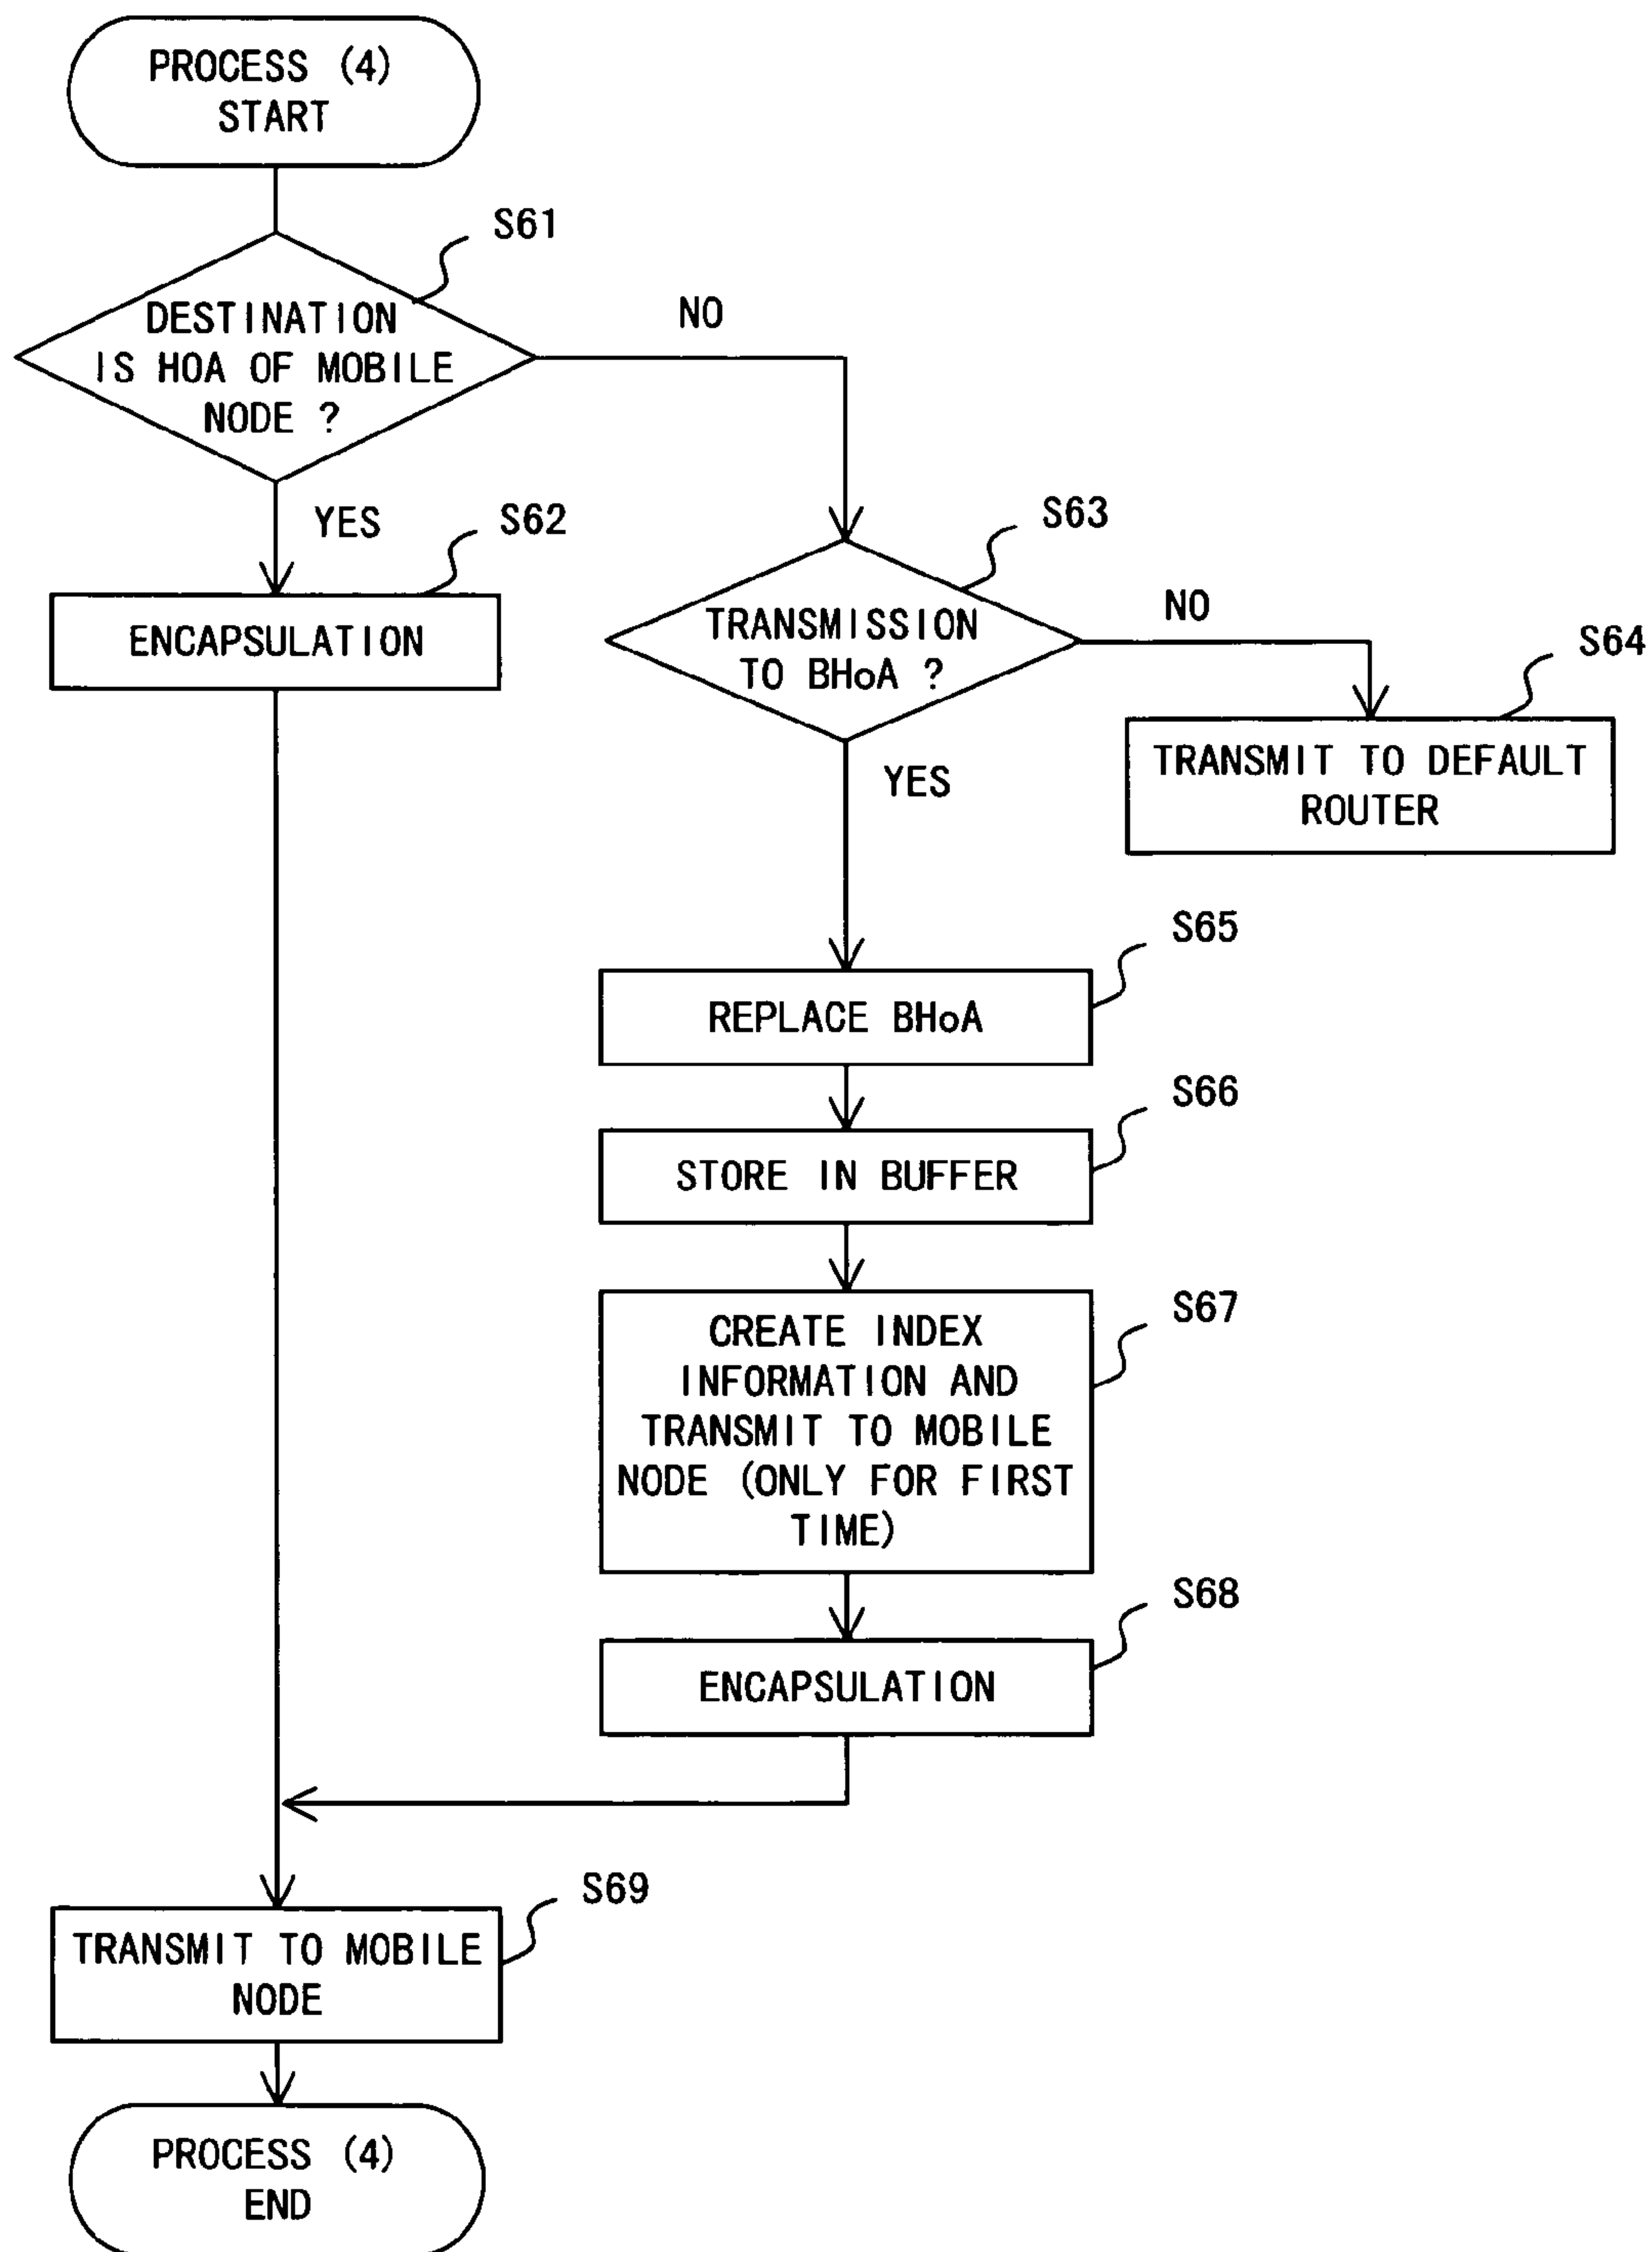 PROCESS (4)
START
S61
DESTINATION
IS HOA OF MOBILE
NODE ?
NO
YES
S62
ENCAPSULATION
S63
TRANSMISSION
TO BHoA ?
NO
S64
TRANSMIT TO DEFAULT
ROUTER
YES
S65
REPLACE BHoA
S66
STORE IN BUFFER
S67
CREATE INDEX
INFORMATION AND
TRANSMIT TO MOBILE
NODE (ONLY FOR FIRST
TIME)
S68
ENCAPSULATION
S69
TRANSMIT TO MOBILE
NODE
PROCESS (4)
END